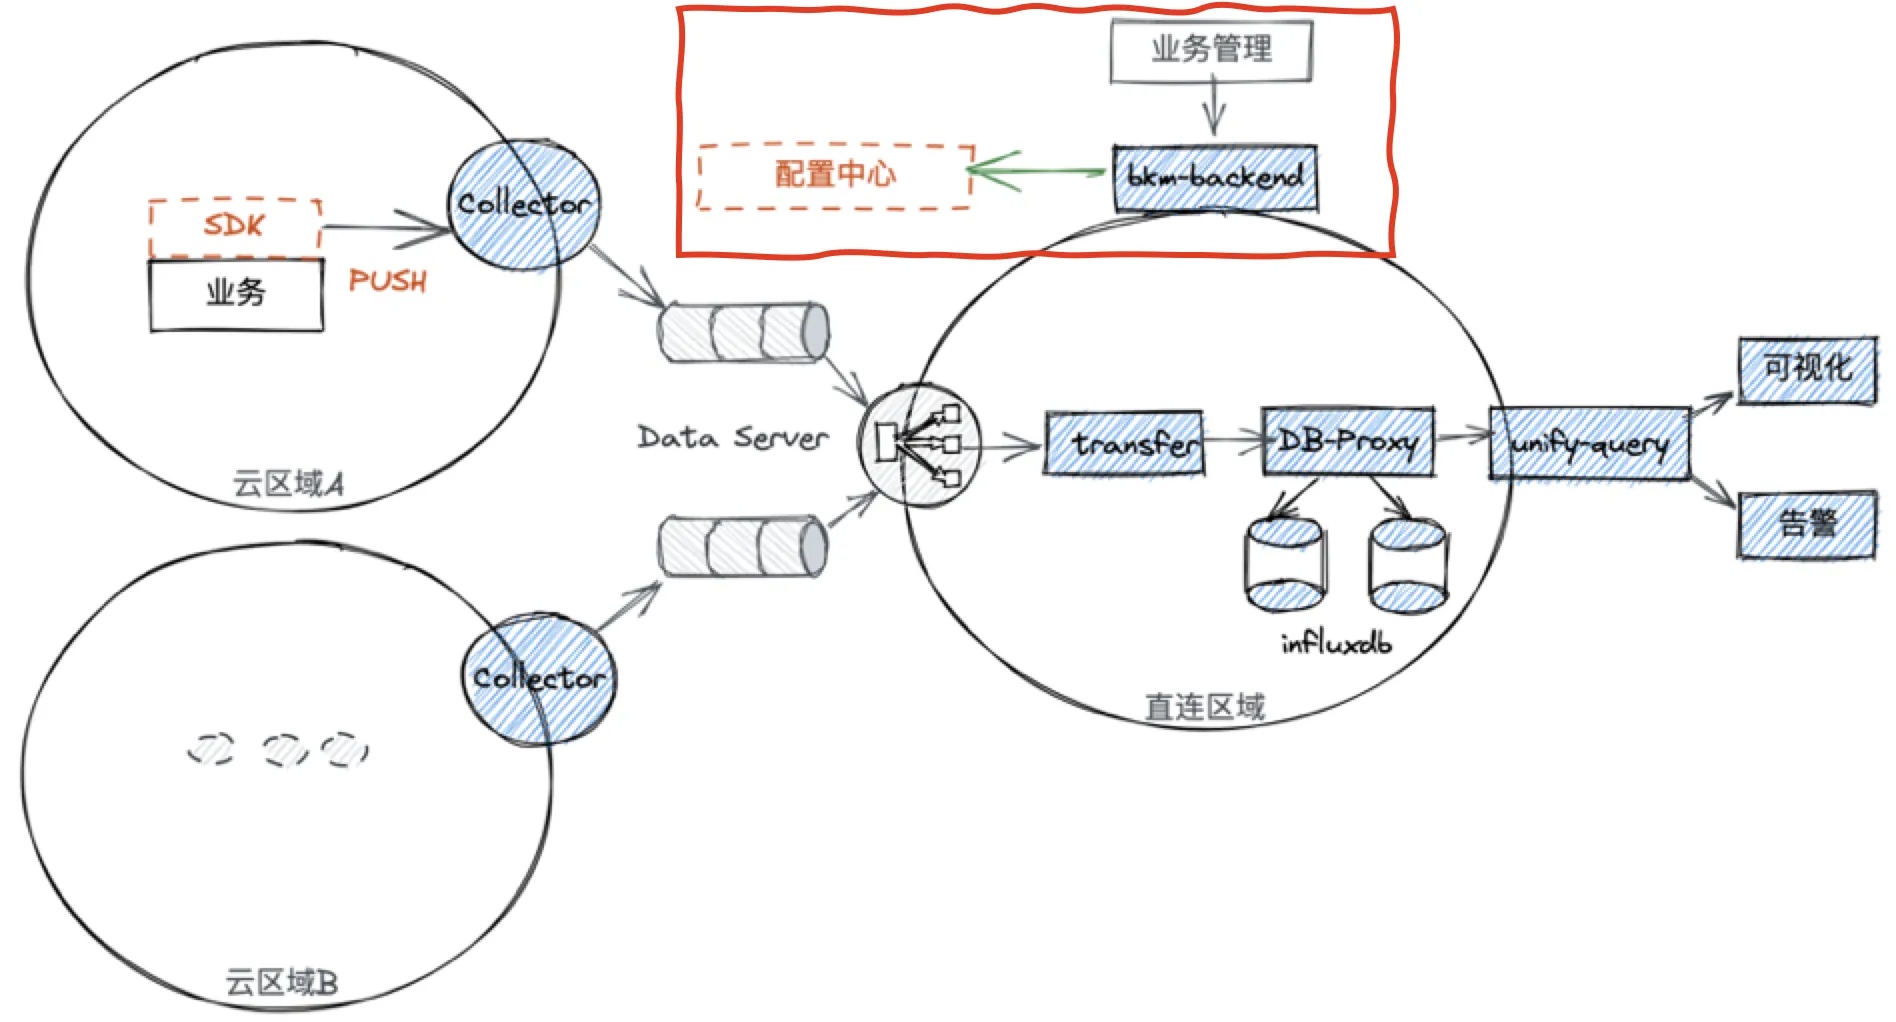 业务管理
配置中心
bkm-backend
Collector
SDK
PUSH
业务
云区域A
Data Server
transfer
DB-Proxy
unify-query
可视化
告警
influxdb
直连区域
Collector
云区域B